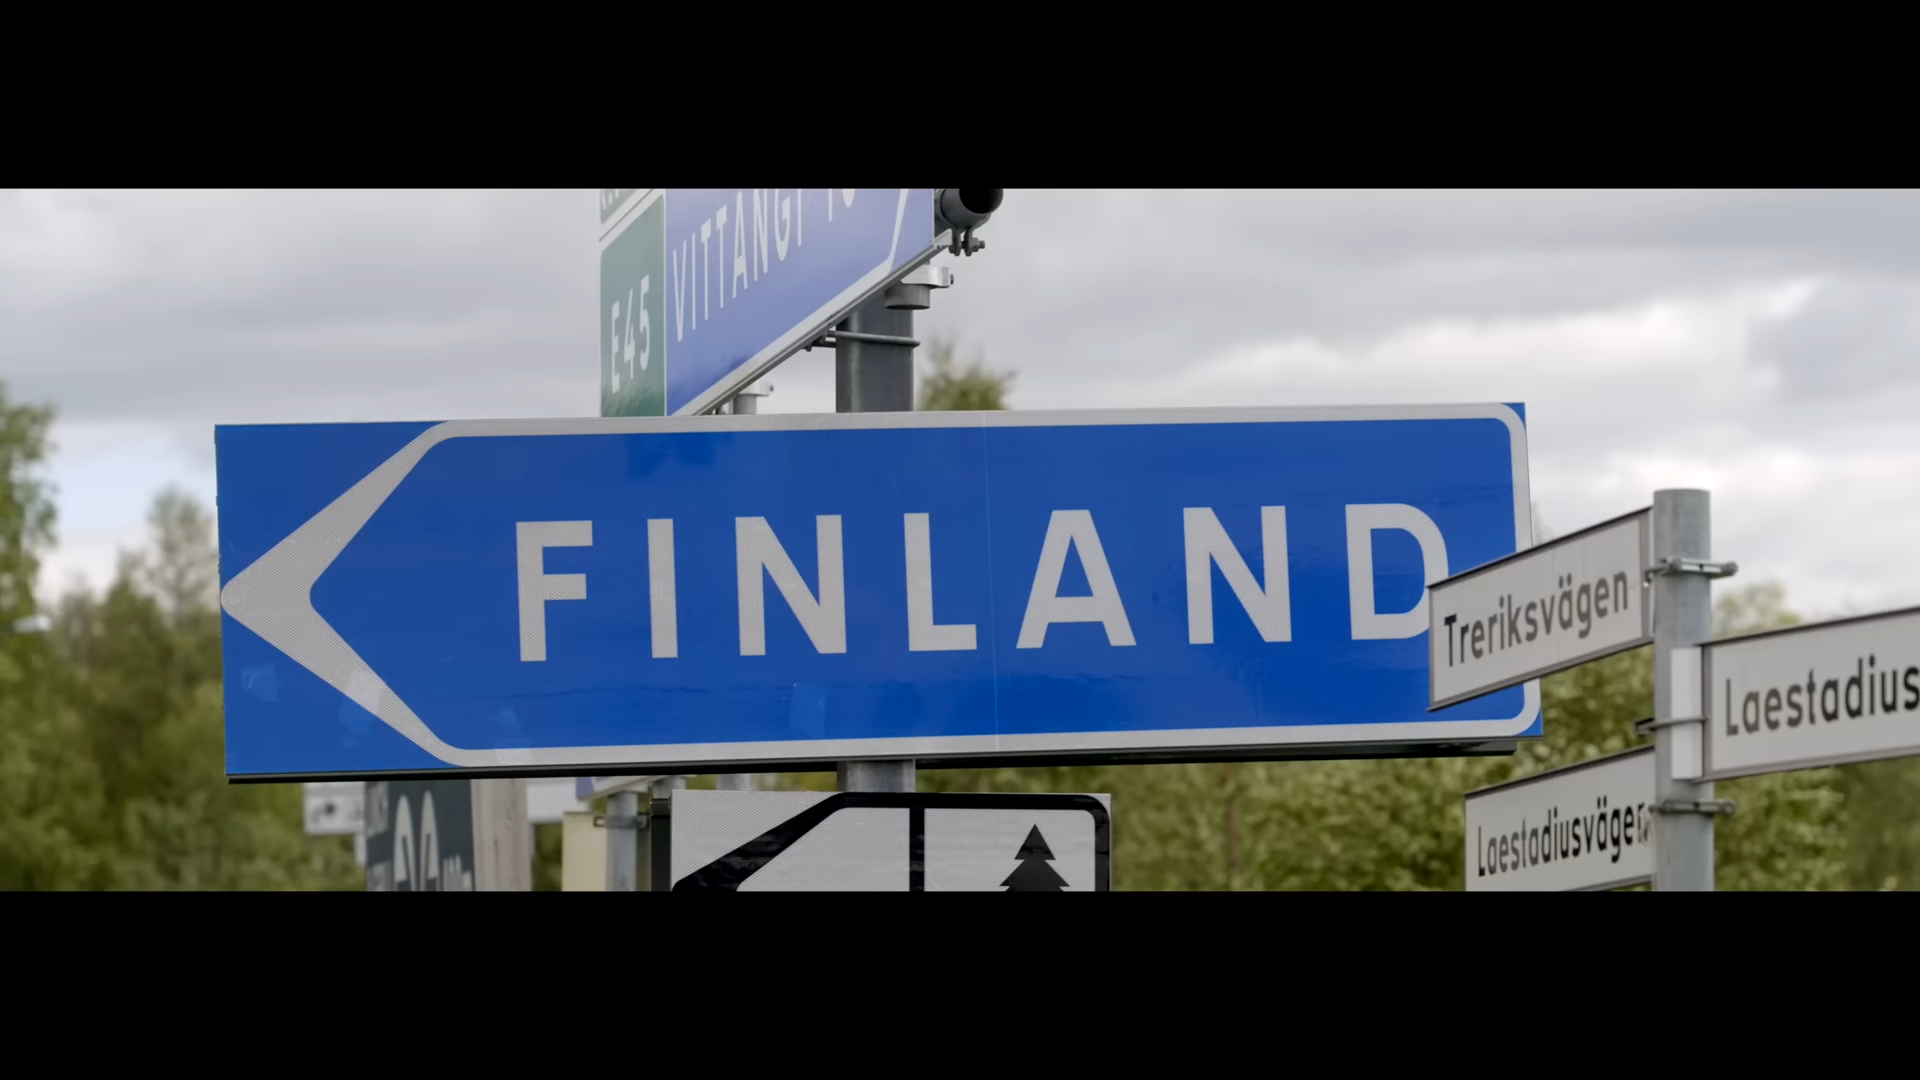 VITTANGI
E45
FINLAND
Treriksvägen
Laestadius
Laestadiusvägen